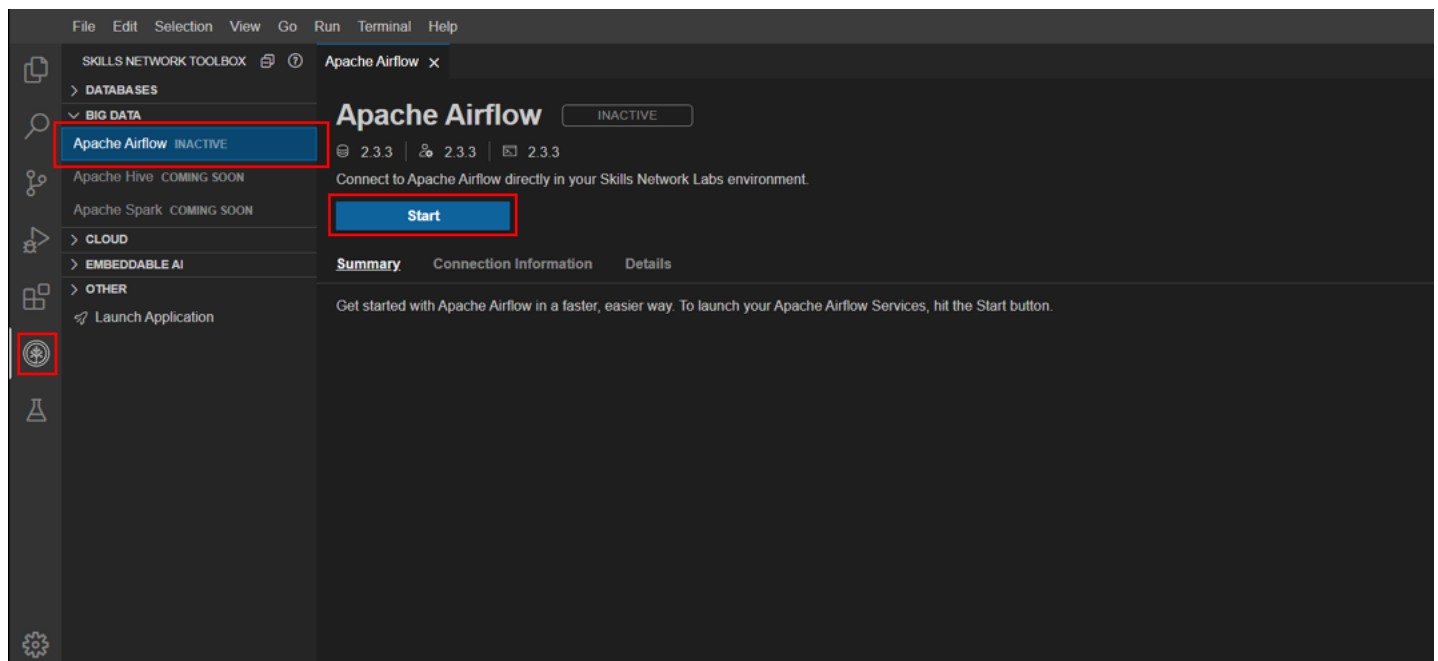 File Edit Selection View Go Run Terminal Help
SKILLS NETWORK TOOLBOX
DATABASES
BIG DATA
Apache Airflow INACTIVE
Apache Hive COMING SOON
Apache Spark COMING SOON
CLOUD
EMBEDDABLE AI
OTHER
Launch Application
Apache Airflow
Apache Airflow INACTIVE
2.3.3 2.3.3 2.3.3
Connect to Apache Airflow directly in your Skills Network Labs environment.
Start
Summary Connection Information Details
Get started with Apache Airflow in a faster, easier way. To launch your Apache Airflow Services, hit the Start button.